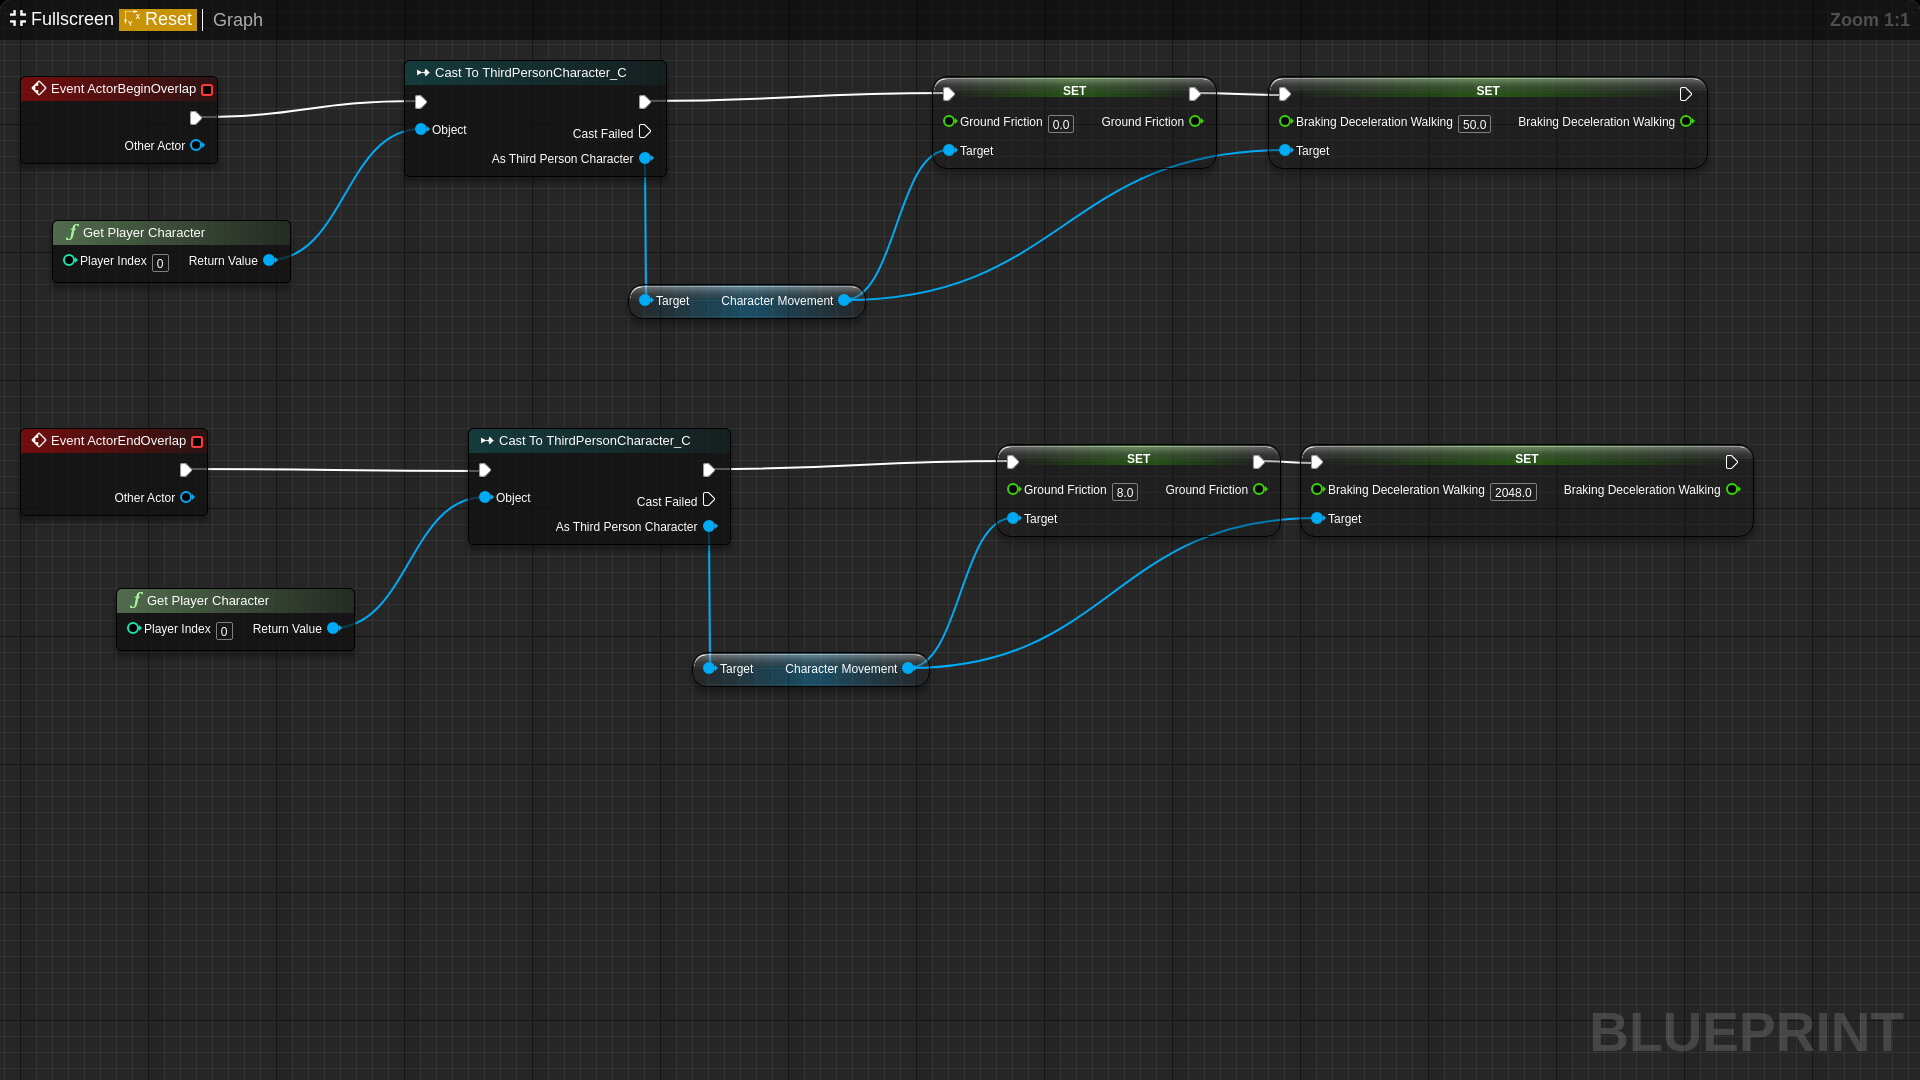 Fullscreen Reset Graph Zoom 1:1
Event ActorBeginOverlap
Other Actor
Cast To ThirdPersonCharacter_C
Object
Cast Failed
As Third Person Character
SET
Ground Friction 0.0 Ground Friction
Target
SET
Braking Deceleration Walking 50.0 Braking Deceleration Walking
Target
f Get Player Character
Player Index 0 Return Value
Target Character Movement
Event ActorEndOverlap
Other Actor
Cast To ThirdPersonCharacter_C
Object
Cast Failed
As Third Person Character
SET
Ground Friction 8.0 Ground Friction
Target
SET
Braking Deceleration Walking 2048.0 Braking Deceleration Walking
Target
f Get Player Character
Player Index 0 Return Value
Target Character Movement
BLUEPRINT